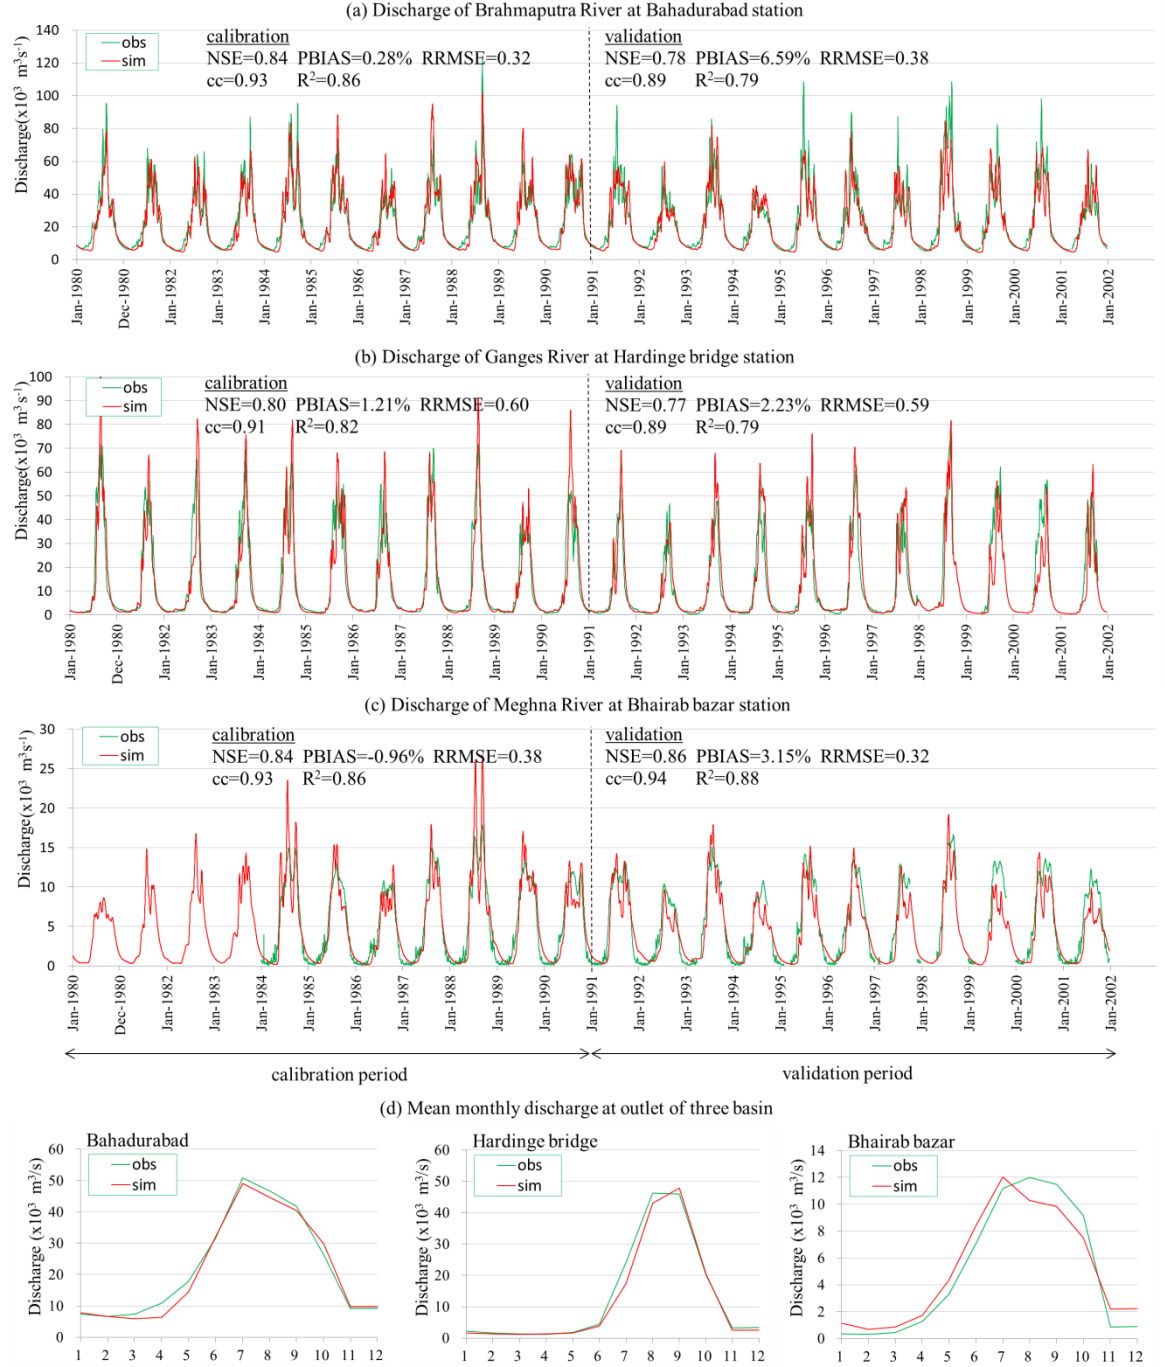 (a) Discharge of Brahmaputra River at Bahadurabad station
Discharge(x10³ m³s⁻¹)
140
120
100
80
60
40
20
0
obs
sim
calibration
NSE=0.84 PBIAS=0.28% RRMSE=0.32
cc=0.93 R²=0.86
validation
NSE=0.78 PBIAS=6.59% RRMSE=0.38
cc=0.89 R²=0.79
Jan-1980 Dec-1980 Jan-1982 Jan-1983 Jan-1984 Jan-1985 Jan-1986 Jan-1987 Jan-1988 Jan-1989 Jan-1990 Jan-1991 Jan-1992 Jan-1993 Jan-1994 Jan-1995 Jan-1996 Jan-1997 Jan-1998 Jan-1999 Jan-2000 Jan-2001 Jan-2002
(b) Discharge of Ganges River at Hardinge bridge station
Discharge(x10³ m³s⁻¹)
100
90
80
70
60
50
40
30
20
10
0
obs
sim
calibration
NSE=0.80 PBIAS=1.21% RRMSE=0.60
cc=0.91 R²=0.82
validation
NSE=0.77 PBIAS=2.23% RRMSE=0.59
cc=0.89 R²=0.79
Jan-1980 Dec-1980 Jan-1982 Jan-1983 Jan-1984 Jan-1985 Jan-1986 Jan-1987 Jan-1988 Jan-1989 Jan-1990 Jan-1991 Jan-1992 Jan-1993 Jan-1994 Jan-1995 Jan-1996 Jan-1997 Jan-1998 Jan-1999 Jan-2000 Jan-2001 Jan-2002
(c) Discharge of Meghna River at Bhairab bazar station
Discharge(x10³ m³s⁻¹)
30
25
20
15
10
5
0
obs
sim
calibration
NSE=0.84 PBIAS=-0.96% RRMSE=0.38
cc=0.93 R²=0.86
validation
NSE=0.86 PBIAS=3.15% RRMSE=0.32
cc=0.94 R²=0.88
Jan-1980 Dec-1980 Jan-1982 Jan-1983 Jan-1984 Jan-1985 Jan-1986 Jan-1987 Jan-1988 Jan-1989 Jan-1990 Jan-1991 Jan-1992 Jan-1993 Jan-1994 Jan-1995 Jan-1996 Jan-1997 Jan-1998 Jan-1999 Jan-2000 Jan-2001 Jan-2002
calibration period
validation period
(d) Mean monthly discharge at outlet of three basin
Bahadurabad
Discharge (x10³ m³/s)
60
50
40
30
20
10
0
obs
sim
1 2 3 4 5 6 7 8 9 10 11 12
Hardinge bridge
Discharge (x10³ m³/s)
60
50
40
30
20
10
0
obs
sim
1 2 3 4 5 6 7 8 9 10 11 12
Bhairab bazar
Discharge (x10³ m³/s)
14
12
10
8
6
4
2
0
obs
sim
1 2 3 4 5 6 7 8 9 10 11 12